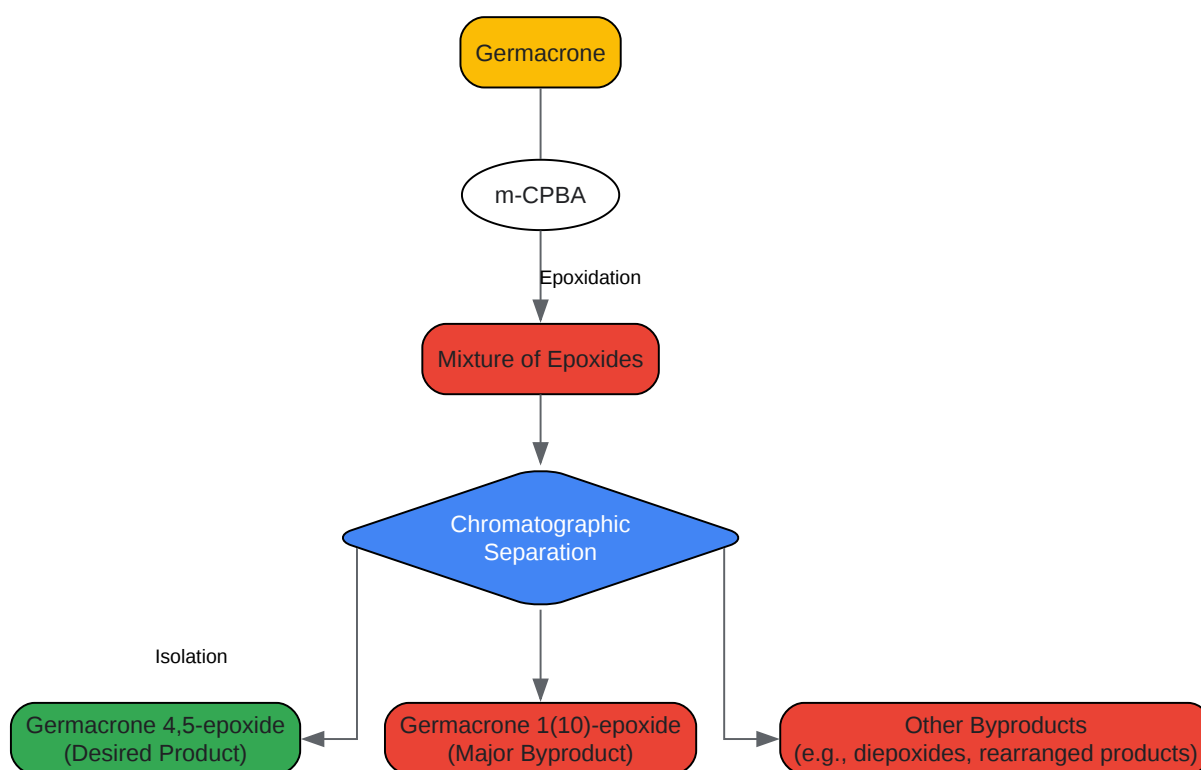 Germacrone
m-CPBA
Epoxidation
Mixture of Epoxides
Chromatographic
Separation
Isolation
Germacrone 4,5-epoxide
(Desired Product)
Germacrone 1(10)-epoxide
(Major Byproduct)
Other Byproducts
(e.g., diepoxides, rearranged products)